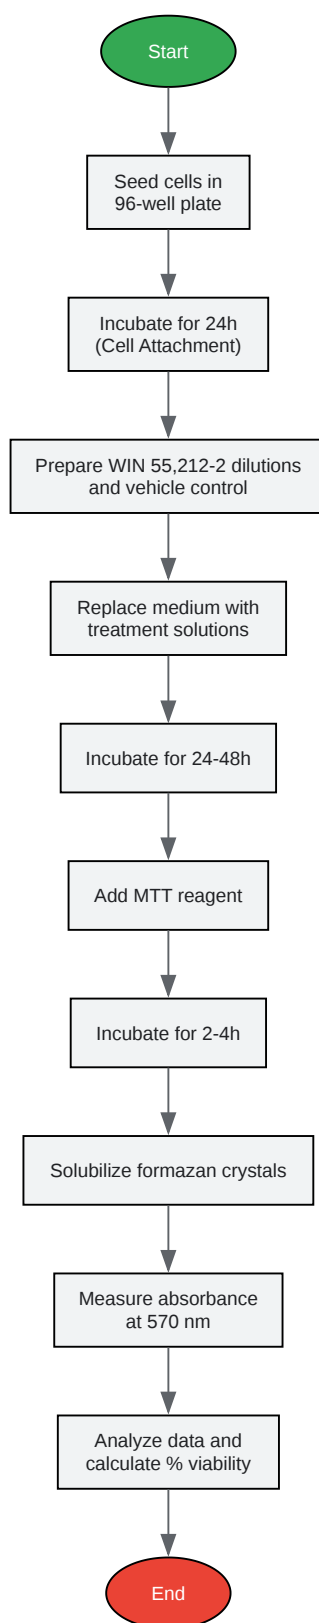 Start
Seed cells in
96-well plate
Incubate for 24h
(Cell Attachment)
Prepare WIN 55,212-2 dilutions
and vehicle control
Replace medium with
treatment solutions
Incubate for 24-48h
Add MTT reagent
Incubate for 2-4h
Solubilize formazan crystals
Measure absorbance
at 570 nm
Analyze data and
calculate % viability
End